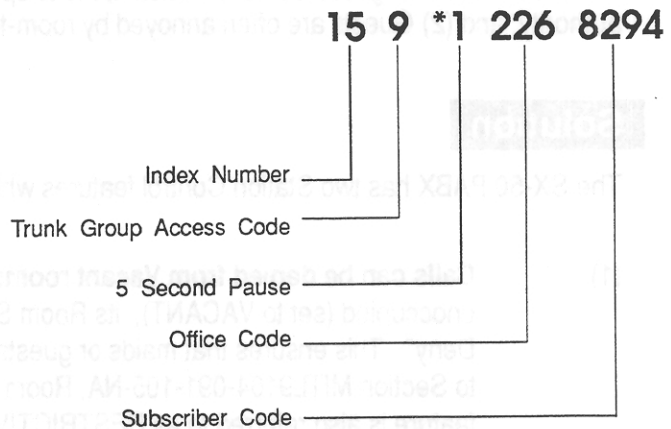 15 9 *1 226 8294
Index Number
Trunk Group Access Code
5 Second Pause
Office Code
Subscriber Code